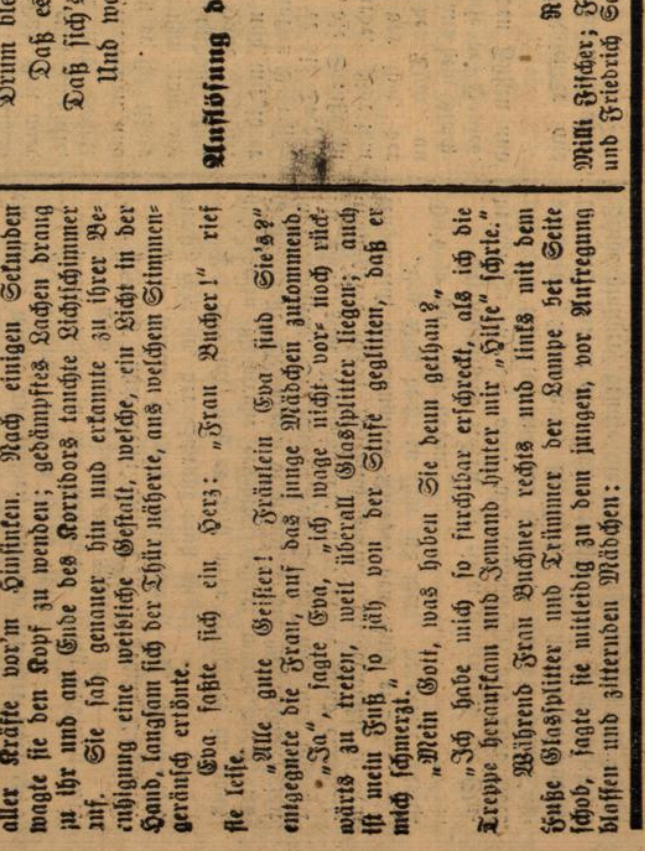 aller Kräfte vor'm Hinsinken. Nach einigen Sekunden
wagte sie den Kopf zu wenden; gedämpftes Lachen drang
zu ihr und am Ende des Korridors tauchte Lichtschimmer
auf. Sie sah genauer hin und erkannte zu ihrer Be-
ruhigung eine weibliche Gestalt, welche, ein Licht in der
Hand, langsam sich der Thür näherte, aus welchem Stimmen-
geräusch ertönte.
Eva faßte sich ein Herz: „Frau Bucher!" rief
sie leise.
„Alle gute Geister! Fräulein Eva sind Sie's?"
entgegnete die Frau, auf das junge Mädchen zukommend.
„Ja", sagte Eva, „ich wage nicht vor- noch rück-
wärts zu treten, weil überall Glassplitter liegen; auch
ist mein Fuß so jäh von der Stufe geglitten, daß er
mich schmerzt."
„Mein Gott, was haben Sie denn gethan?„
„Ich habe mich so furchtbar erschreckt, als ich die
Treppe heraufkam und Jemand hinter mir „Hilfe" schrie."
Während Frau Buchner rechts und links mit dem
Fuße Glassplitter und Trümmer der Lampe bei Seite
schob, sagte sie mitleidig zu dem jungen, vor Aufregung
blassen und zitternden Mädchen:
Drum
Daß
Daß sich's
Und
Auflösung
Milli Fischer;
und Friedrich